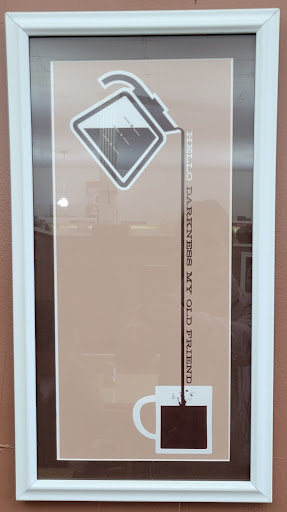 HELLO DARKNESS MY OLD FRIEND